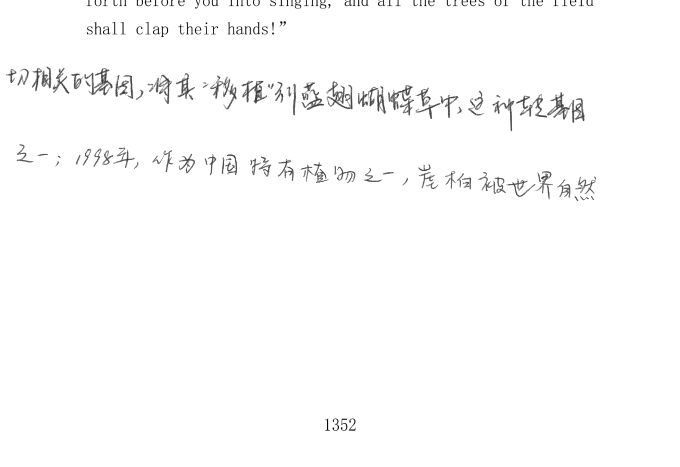 forth before you into singing, and all the trees of the field
shall clap their hands!”
切相关的基因,将其“移植”到蓝翅蝴蝶草中,这种转基因
之一;1998年,作为中国特有植物之一,崖柏被世界自然
1352